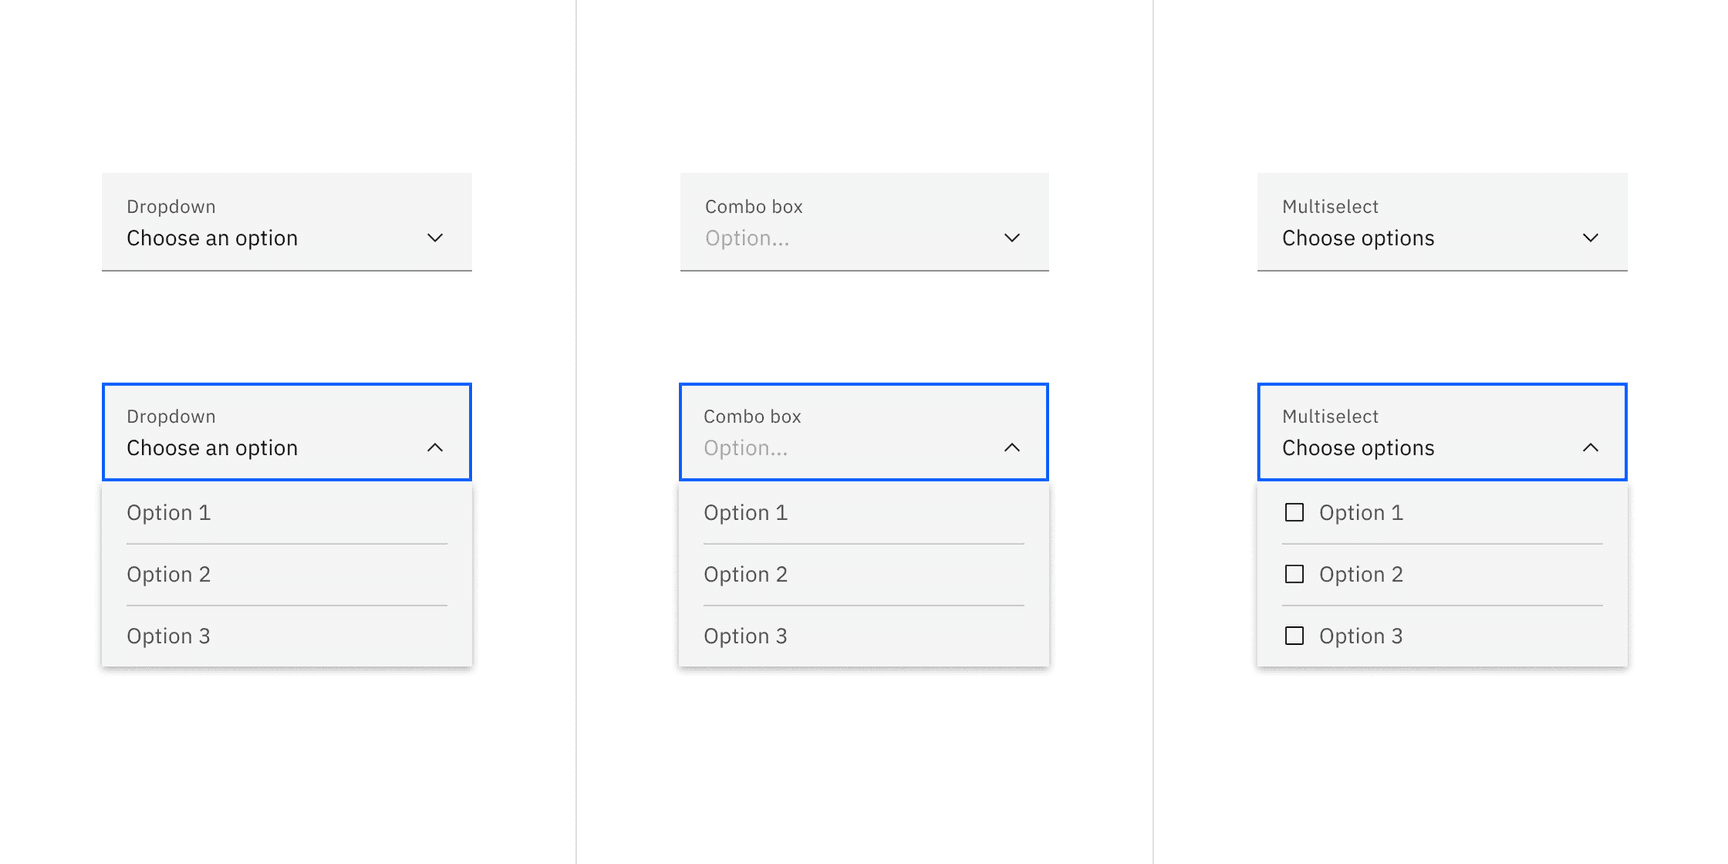 Dropdown
Choose an option
Dropdown
Choose an option
Option 1
Option 2
Option 3
Combo box
Option...
Combo box
Option...
Option 1
Option 2
Option 3
Multiselect
Choose options
Multiselect
Choose options
Option 1
Option 2
Option 3